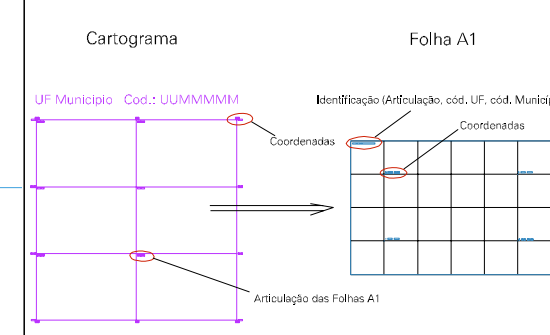 Cartograma
Folha A1
UF Municipio Cod.: UUMMMMM
Identificação (Articulação, cód. UF, cód. Municíp
Coordenadas
Coordenadas
Articulação das Folhas A1